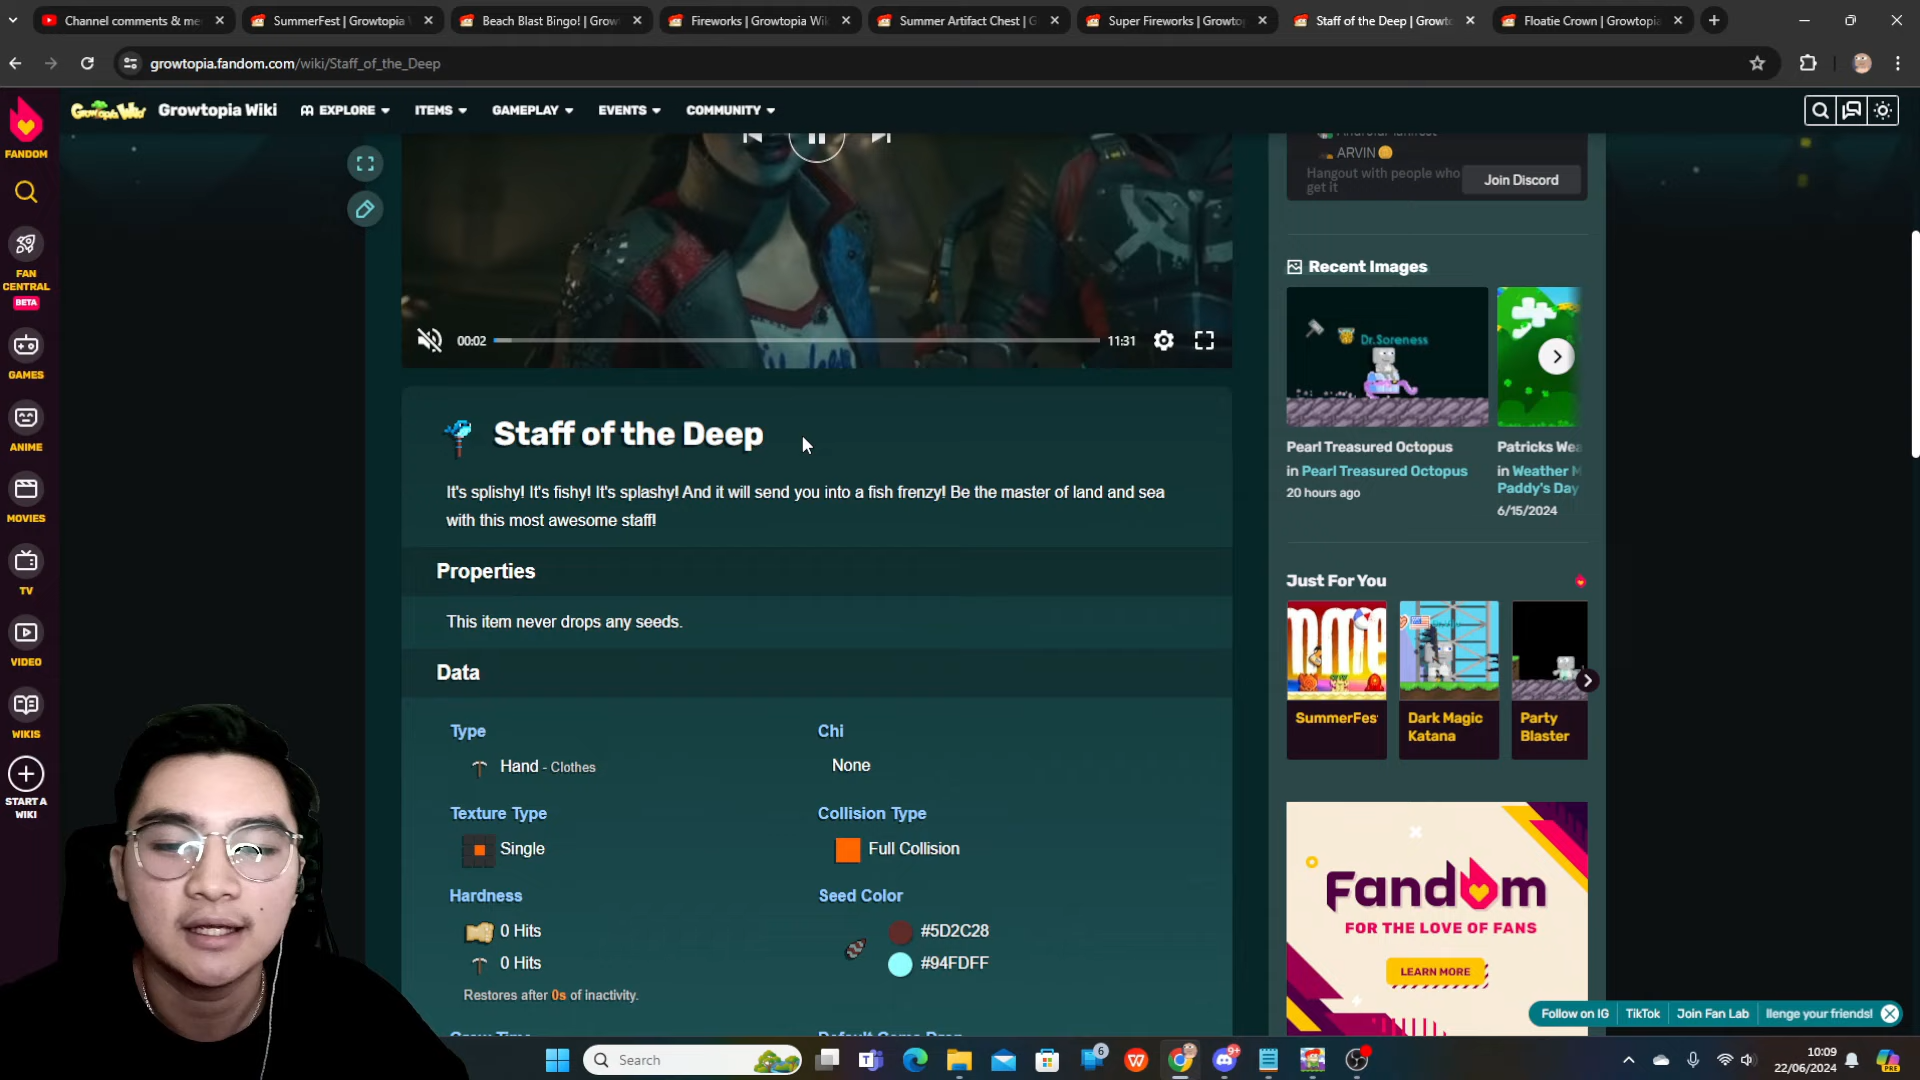 Channel comments & me
SummerFest | Growtopia
Beach Blast Bingo! | Grow
Fireworks | Growtopia Wi
Summer Artifact Chest | G
Super Fireworks | Growto
Staff of the Deep | Growt
Floatie Crown | Growtopia
growtopia.fandom.com/wiki/Staff_of_the_Deep
FANDOM
Growtopia Wiki
EXPLORE
ITEMS
GAMEPLAY
EVENTS
COMMUNITY
FAN CENTRAL
BETA
GAMES
ANIME
MOVIES
TV
VIDEO
WIKIS
START A WIKI
00:02
11:31
Staff of the Deep
It's splishy! It's fishy! It's splashy! And it will send you into a fish frenzy! Be the master of land and sea
with this most awesome staff!
Properties
This item never drops any seeds.
Data
Type
Hand - Clothes
Chi
None
Texture Type
Single
Collision Type
Full Collision
Hardness
0 Hits
0 Hits
Restores after 0s of inactivity.
Seed Color
#5D2C28
#94FDFF
ARVIN
Hangout with people who
get it
Join Discord
Recent Images
Dr.Soreness
Pearl Treasured Octopus
in Pearl Treasured Octopus
20 hours ago
Patricks Wea
in Weather M
Paddy's Day
6/15/2024
Just For You
SummerFes
Dark Magic
Katana
Party
Blaster
Fandom
FOR THE LOVE OF FANS
LEARN MORE
Follow on IG
TikTok
Join Fan Lab
llenge your friends!
Search
6
9+
10:09
22/06/2024
PRE